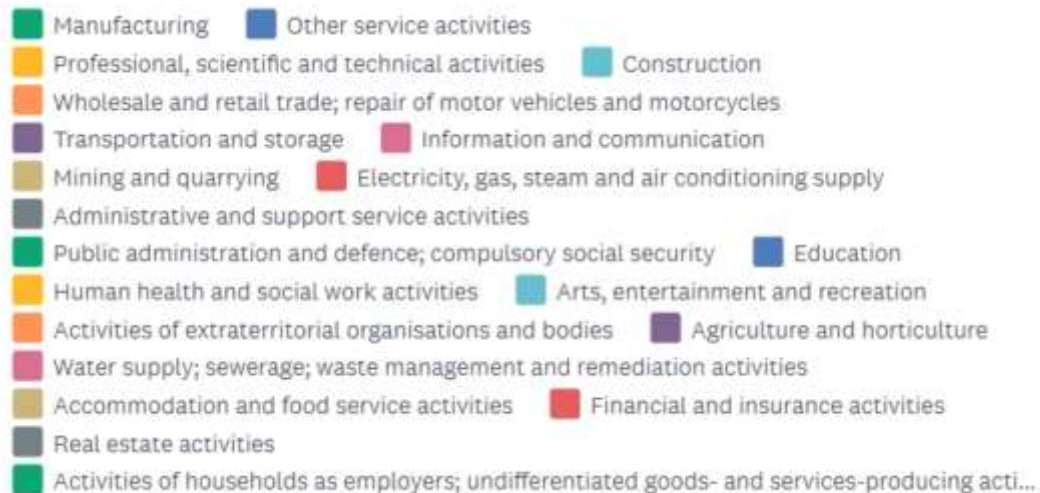 Manufacturing Other service activities
Professional, scientific and technical activities Construction
Wholesale and retail trade; repair of motor vehicles and motorcycles
Transportation and storage Information and communication
Mining and quarrying Electricity, gas, steam and air conditioning supply
Administrative and support service activities
Public administration and defence; compulsory social security Education
Human health and social work activities Arts, entertainment and recreation
Activities of extraterritorial organisations and bodies Agriculture and horticulture
Water supply; sewerage; waste management and remediation activities
Accommodation and food service activities Financial and insurance activities
Real estate activities
Activities of households as employers; undifferentiated goods- and services-producing acti...